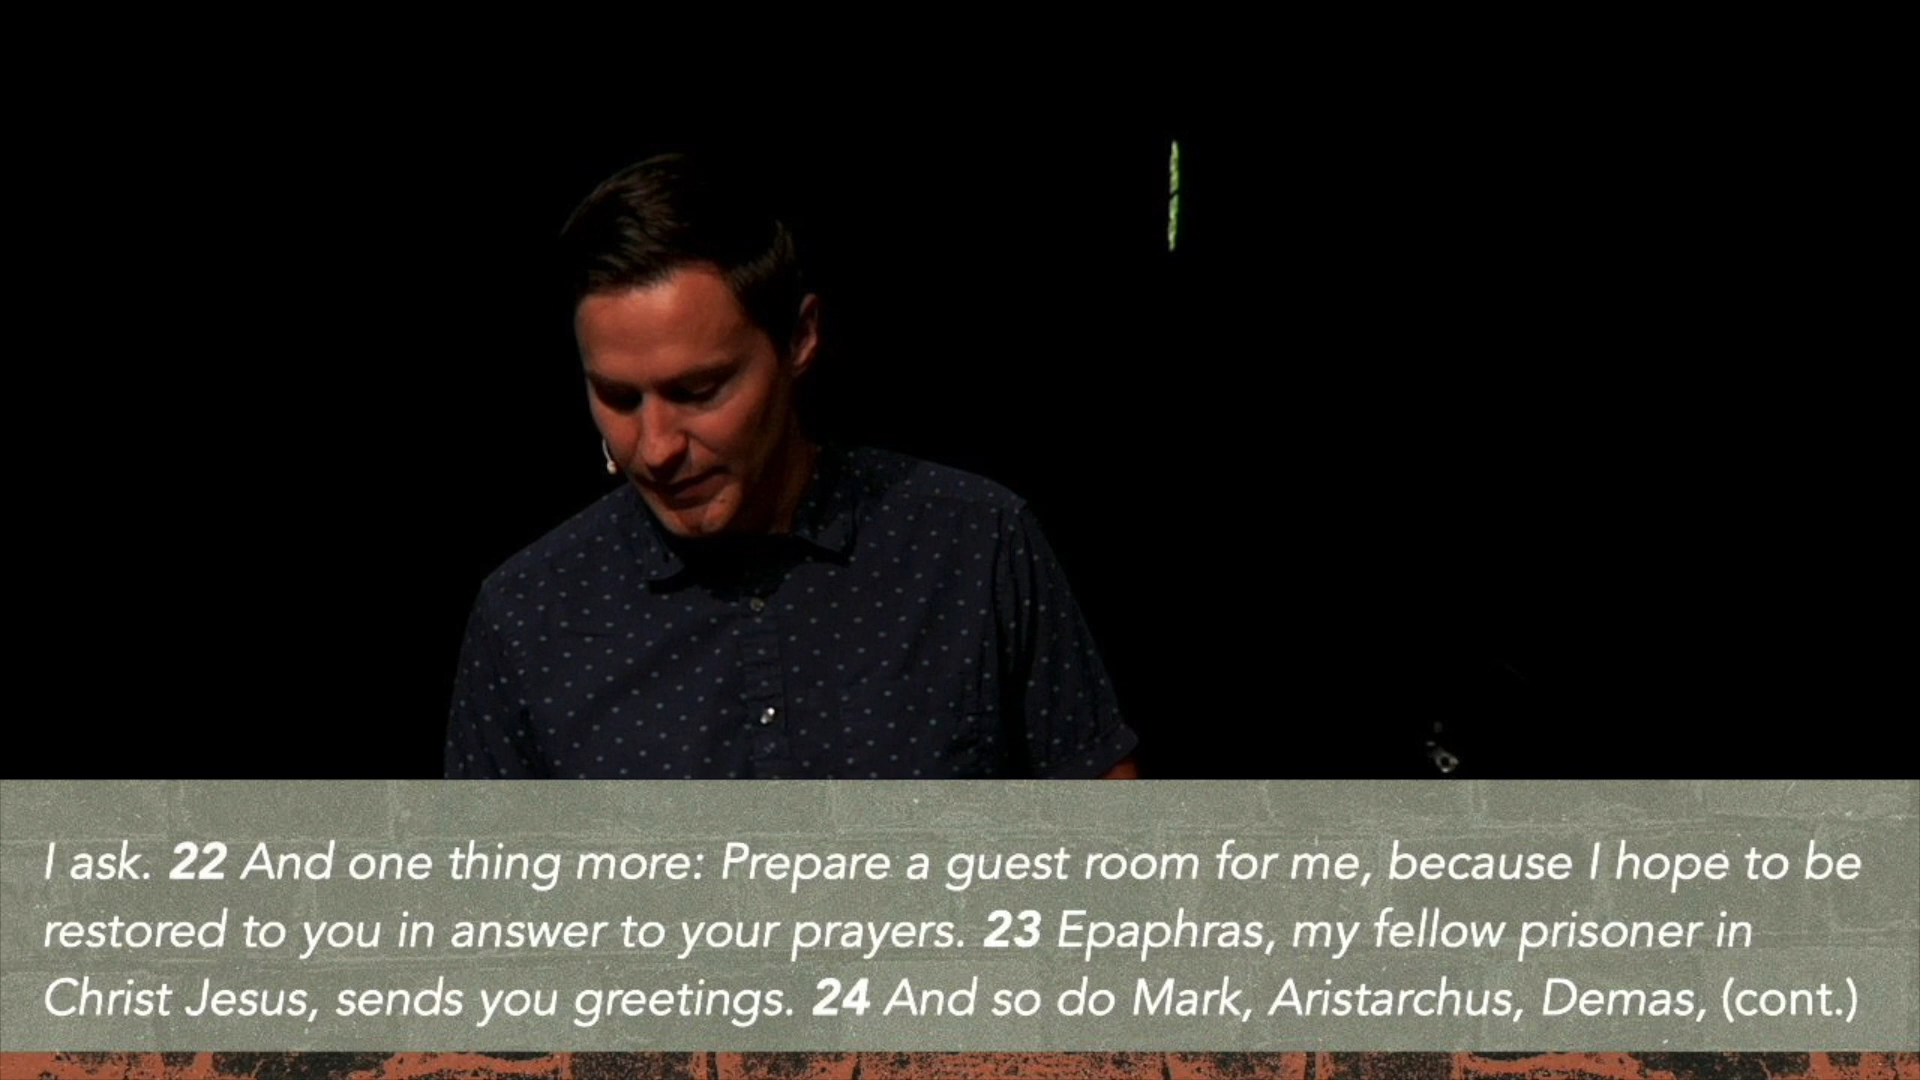 I ask. 22 And one thing more: Prepare a guest room for me, because I hope to be
restored to you in answer to your prayers. 23 Epaphras, my fellow prisoner in
Christ Jesus, sends you greetings. 24 And so do Mark, Aristarchus, Demas, (cont.)